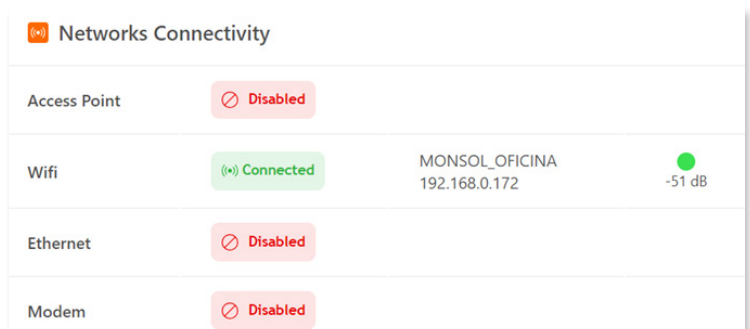 Networks Connectivity
Access Point Disabled
Wifi Connected MONSOL_OFICINA
192.168.0.172 -51 dB
Ethernet Disabled
Modem Disabled